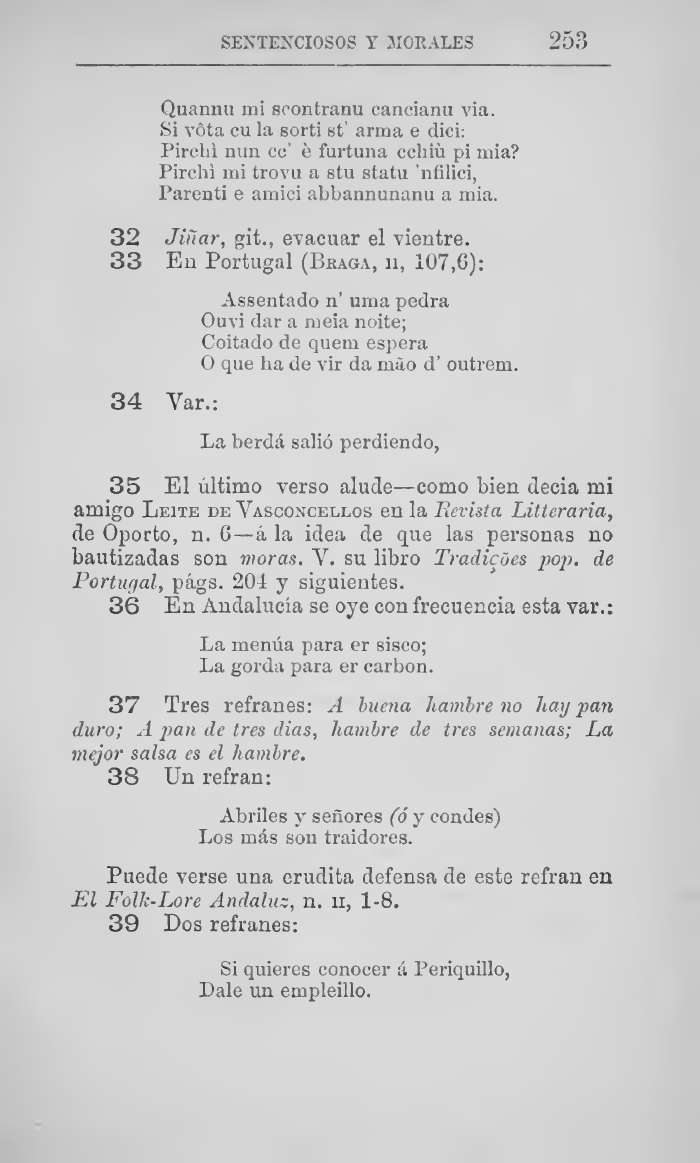 SENTENCIOSOS Y MORALES 253
Quannu mi scontranu cancianu via.
Si vôta cu la sorti st' arma e dici:
Pirchì nun cc' è furtuna cchiù pi mia?
Pirchì mi trovu a stu statu 'nfilici,
Parenti e amici abbannunanu a mia.
32 Jiñar, git., evacuar el vientre.
33 En Portugal (BRAGA, II, 107,6):
Assentado n' uma pedra
Ouvi dar a meia noite;
Coitado de quem espera
O que ha de vir da mão d' outrem.
34 Var.:
La berdá salió perdiendo,
35 El último verso alude—como bien decia mi
amigo LEITE DE VASCONCELLOS en la Revista Litteraria,
de Oporto, n. 6—á la idea de que las personas no
bautizadas son moras. V. su libro Tradições pop. de
Portugal, págs. 204 y siguientes.
36 En Andalucía se oye con frecuencia esta var.:
La menúa para er sisco;
La gorda para er carbon.
37 Tres refranes: A buena hambre no hay pan
duro; A pan de tres dias, hambre de tres semanas; La
mejor salsa es el hambre.
38 Un refran:
Abriles y señores (ó y condes)
Los más son traidores.
Puede verse una erudita defensa de este refran en
El Folk-Lore Andaluz, n. II, 1-8.
39 Dos refranes:
Si quieres conocer á Periquillo,
Dale un empleillo.